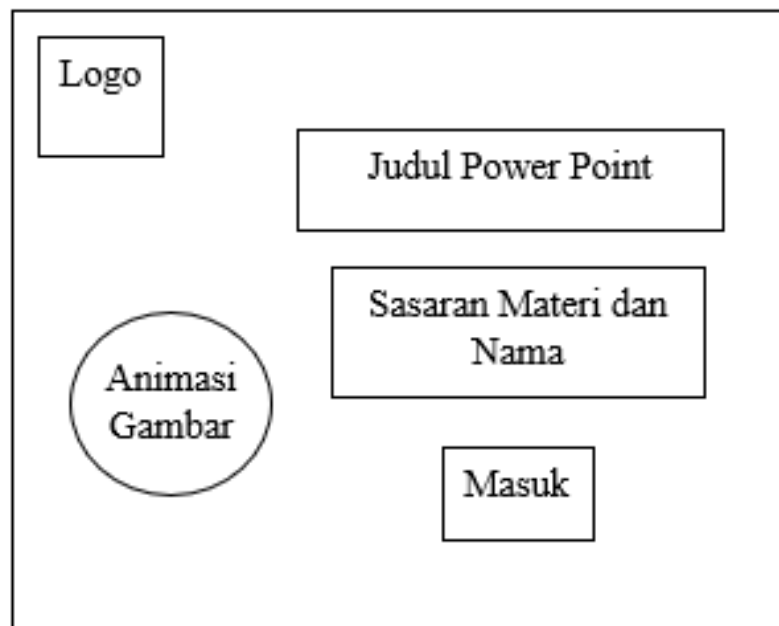 Logo
Judul Power Point
Sasaran Materi dan
Nama
Animasi
Gambar
Masuk